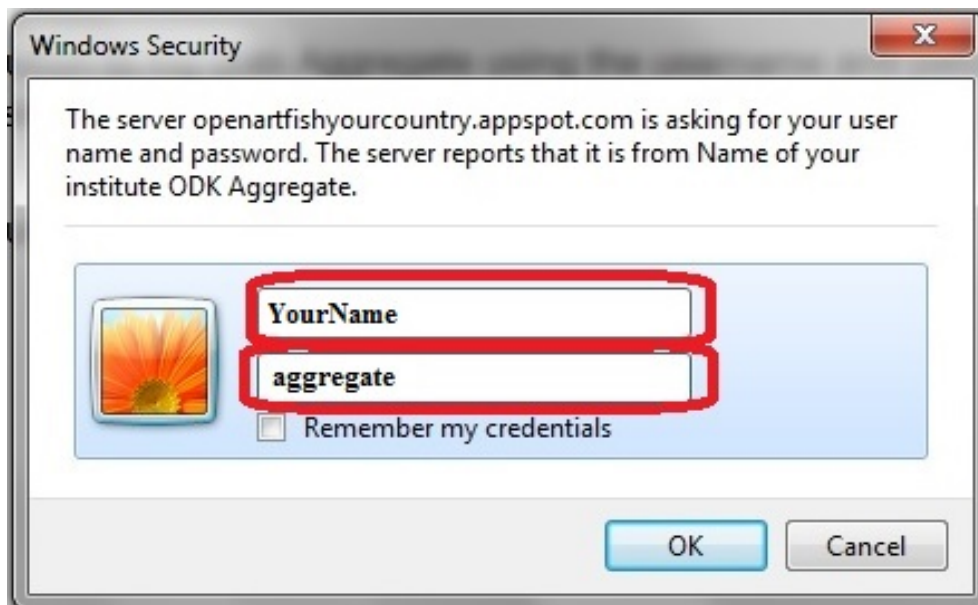 Windows Security
The server openartfishyourcountry.appspot.com is asking for your user
name and password. The server reports that it is from Name of your
institute ODK Aggregate.
YourName
aggregate
Remember my credentials
OK
Cancel